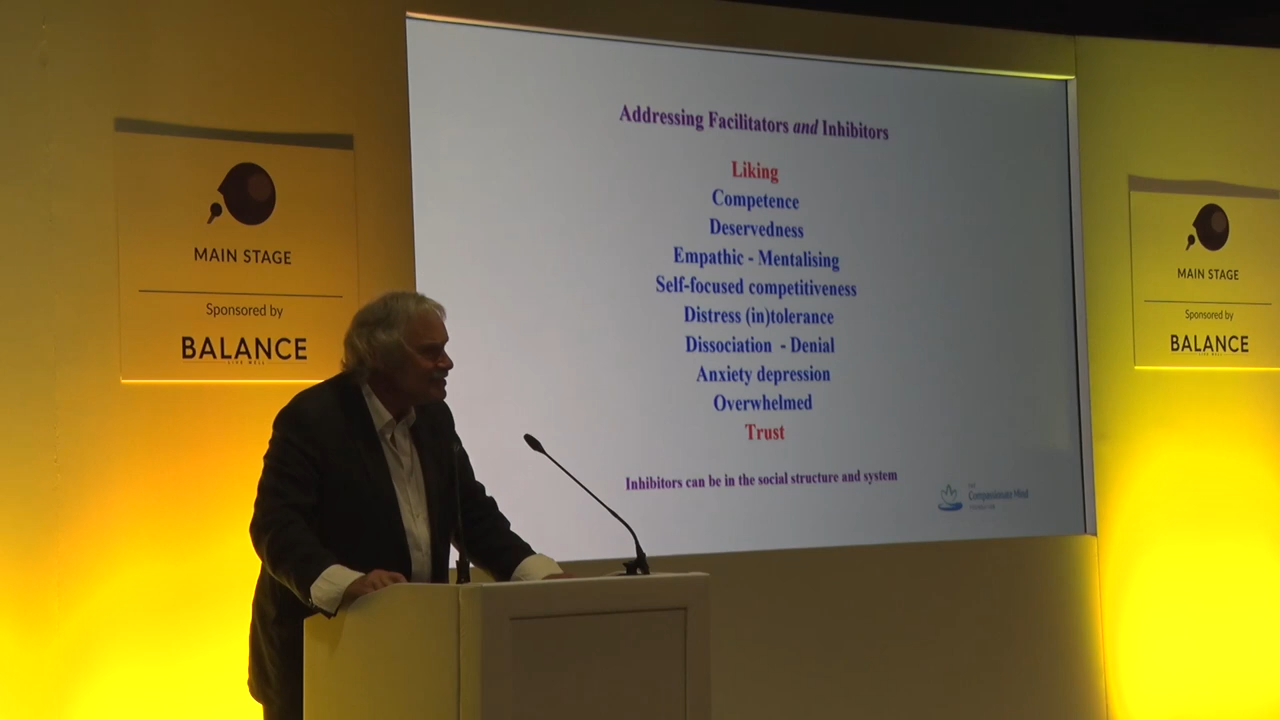 Addressing Facilitators and Inhibitors
Liking
Competence
Deservedness
Empathic - Mentalising
Self-focused competitiveness
Distress (in)tolerance
Dissociation - Denial
Anxiety depression
Overwhelmed
Trust
Inhibitors can be in the social structure and system
Compassionate Mind
MAIN STAGE
Sponsored by
BALANCE
LIVE WELL
MAIN STAGE
Sponsored by
BALANCE